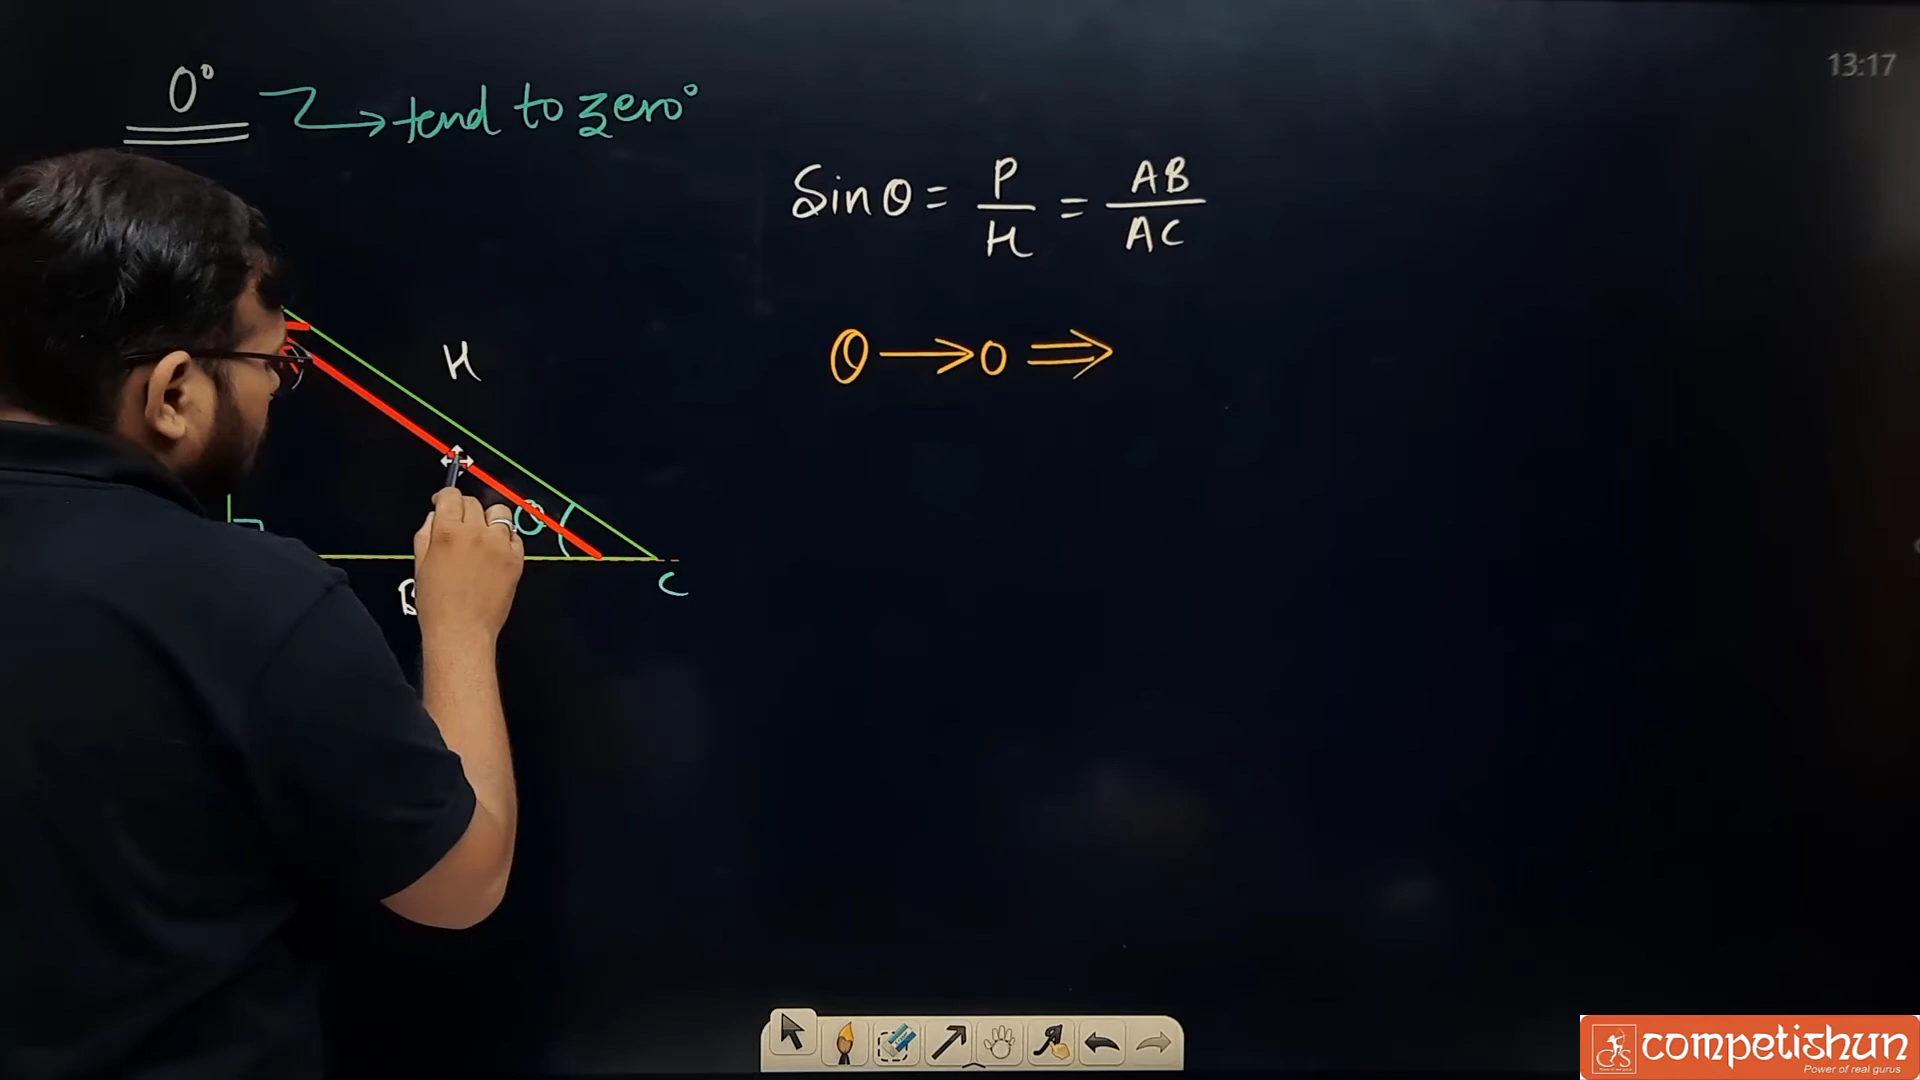 0° → tend to zero°
13:17
Sin θ = P/H = AB/AC
θ → 0 ⇒
H
θ
C
B
competishun
Power of real gurus